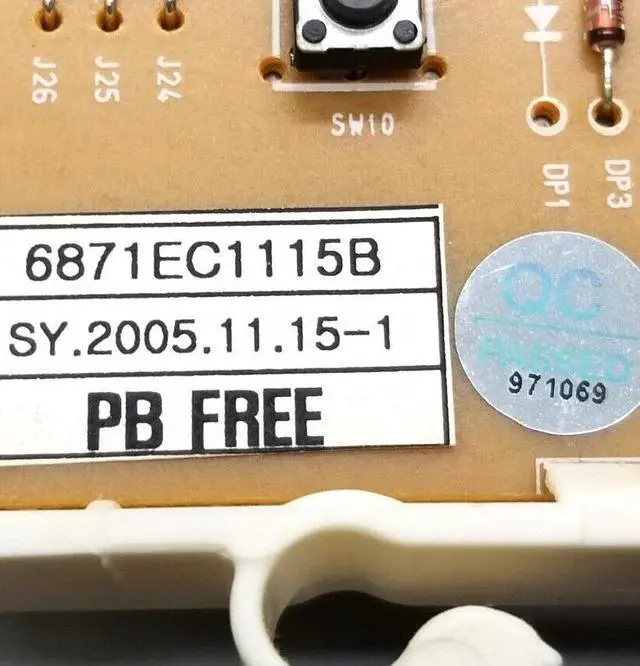 J26
J25
J24
SW10
DP1
DP3
6871EC1115B
SY.2005.11.15-1
PB FREE
QC
PASSED
971069